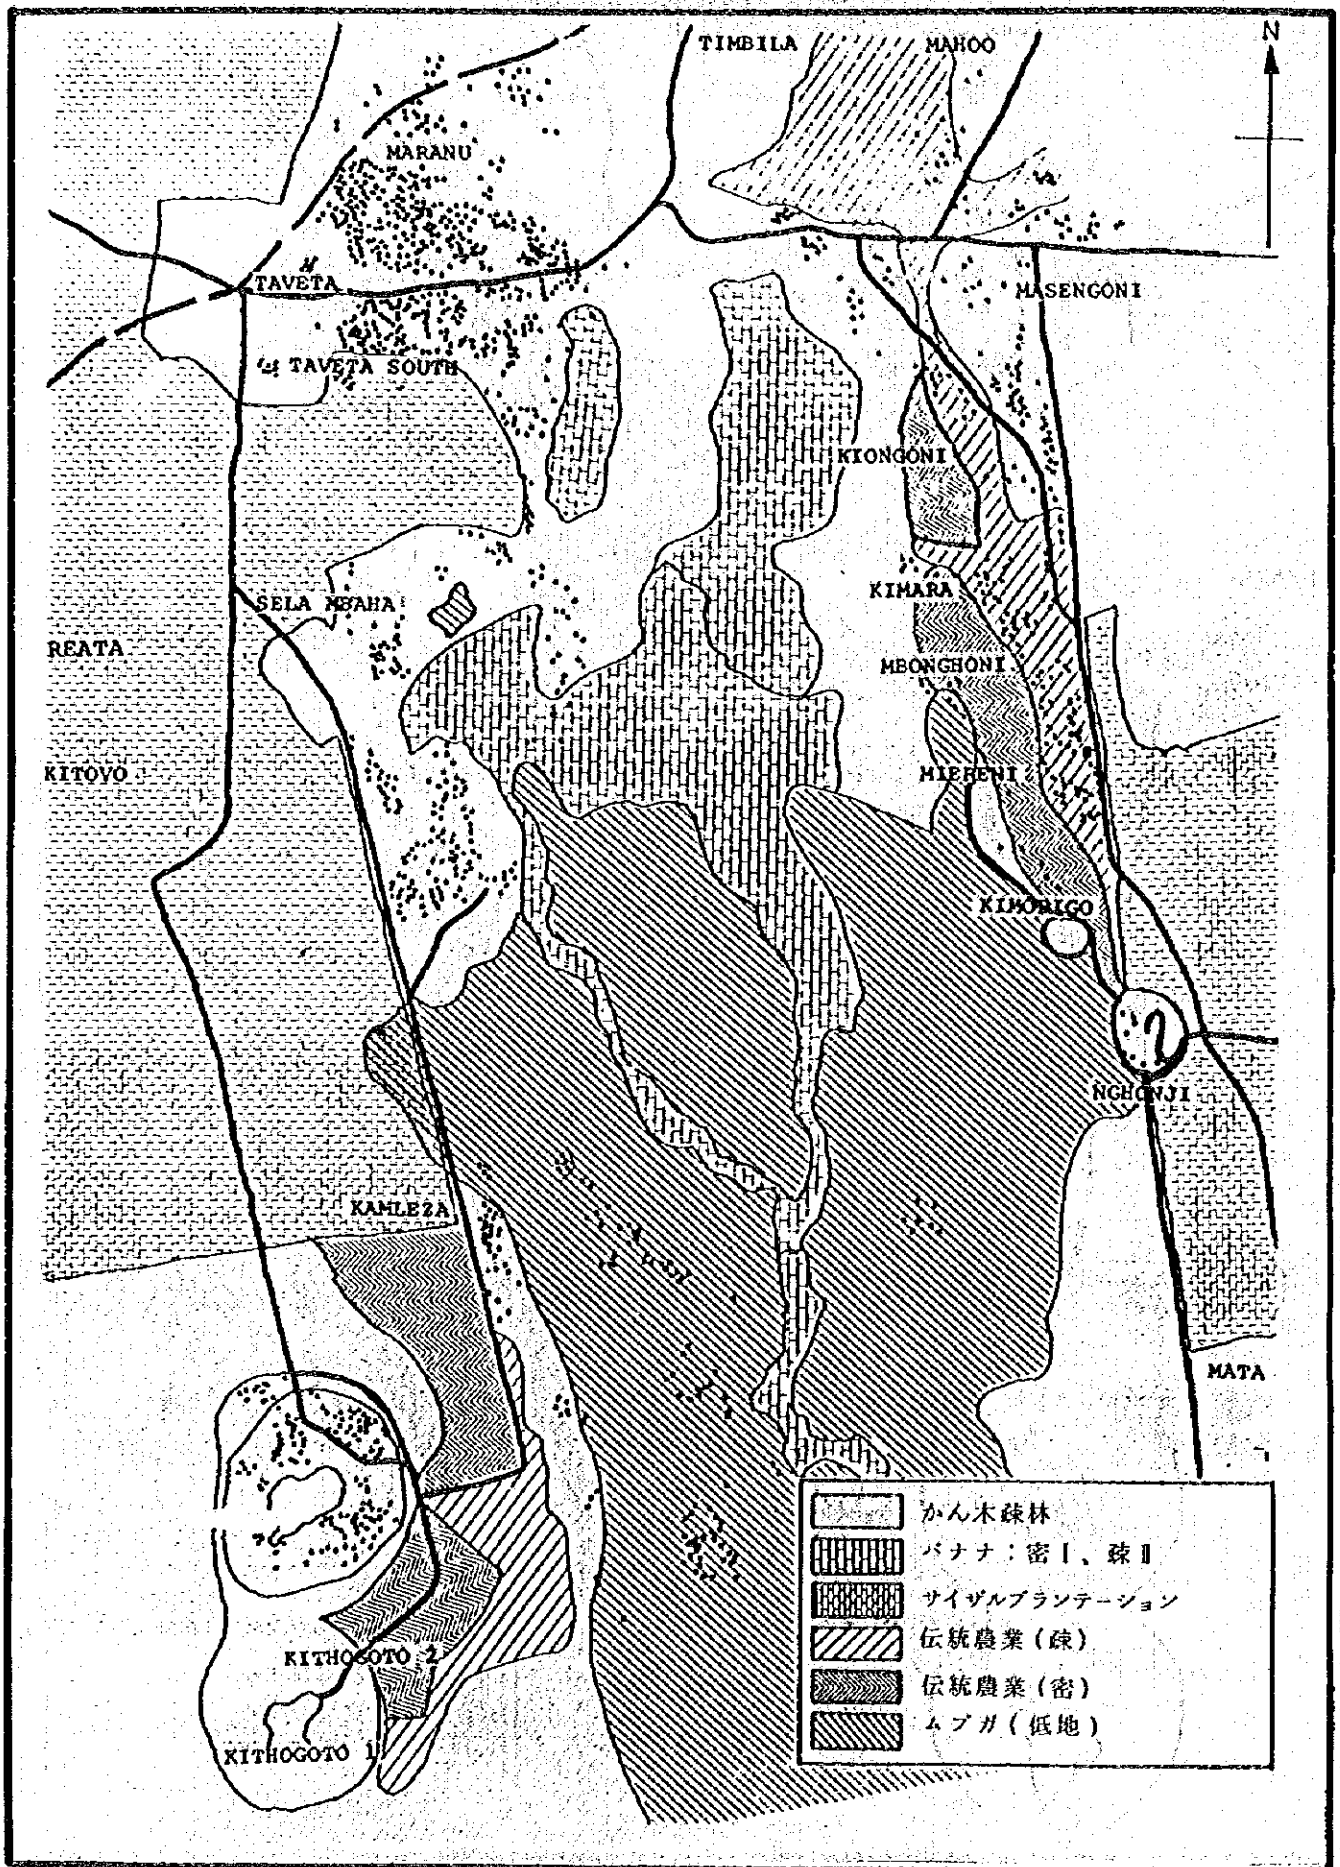 N
TIMBILA
MAHOO
MARANU
TAVETA
MASENGONI
TAVETA SOUTH
KIONGONI
KIMARA
SELA MBAHA
REATA
MBONGHONI
KITOVO
MIERENI
KIMORIGO
NGHONJI
KAMLEZA
MATA
かん木疎林
バナナ：密Ⅰ、疎Ⅱ
サイザルプランテーション
伝統農業（疎）
伝統農業（密）
ムブガ（低地）
KITHOGOTO 2
KITHOGOTO 1